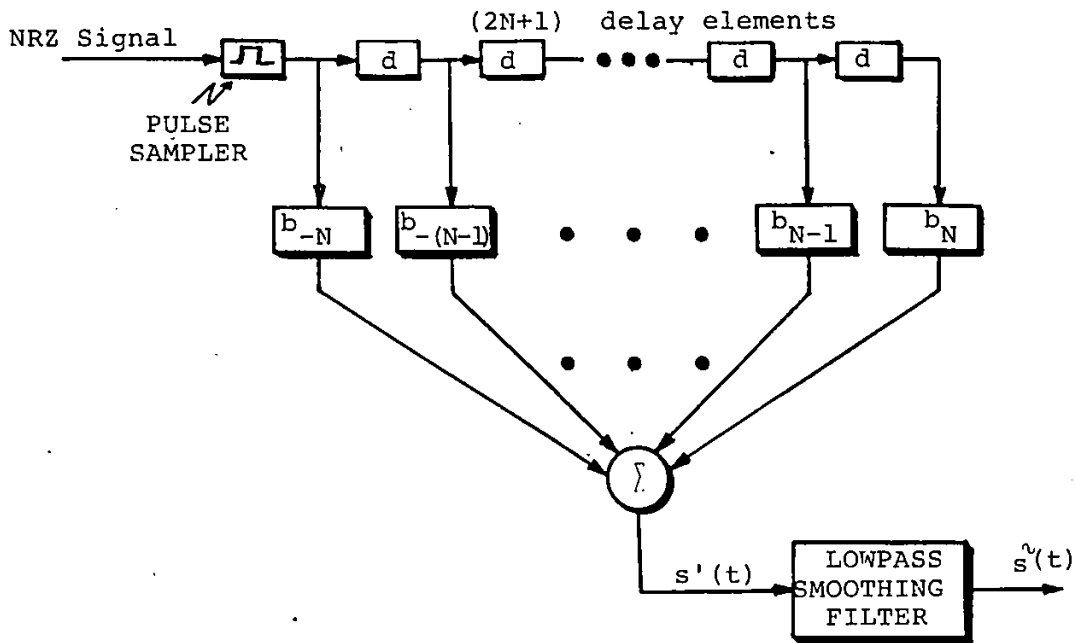 (2N+1) delay elements
NRZ Signal
d
d
d
d
PULSE
SAMPLER
b-N
b-(N-1)
bN-1
bN
Σ
s'(t)
LOWPASS
SMOOTHING
FILTER
s~(t)